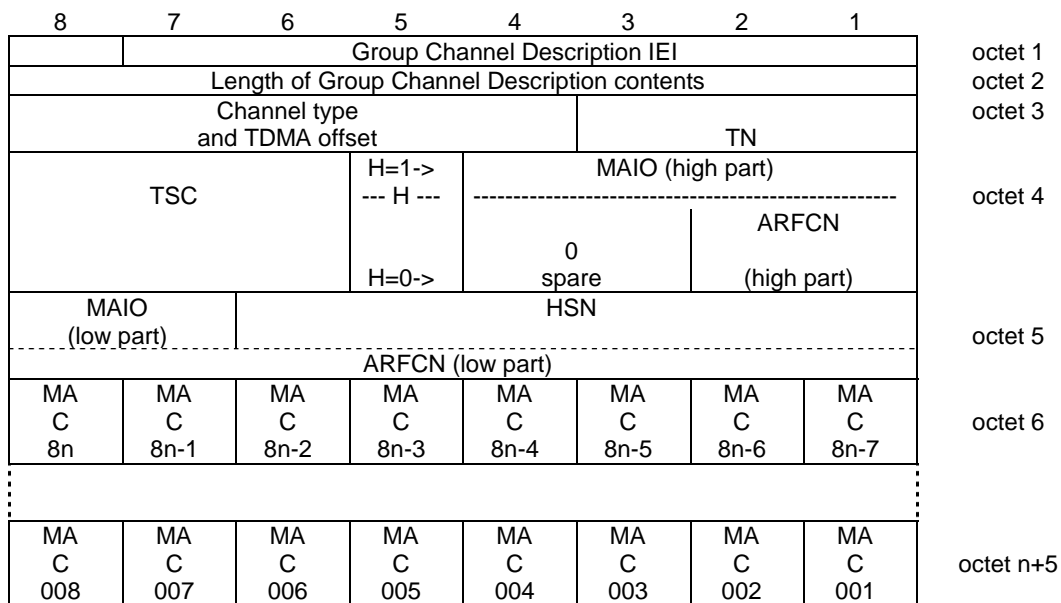 8 7 6 5 4 3 2 1
Group Channel Description IEI octet 1
Length of Group Channel Description contents octet 2
Channel type octet 3
and TDMA offset TN
H=1-> MAIO (high part)
TSC --- H --- ---------------------------------------------------- octet 4
ARFCN
0
H=0-> spare (high part)
MAIO HSN
(low part) octet 5
ARFCN (low part)
MA MA MA MA MA MA MA MA
C C C C C C C C octet 6
8n 8n-1 8n-2 8n-3 8n-4 8n-5 8n-6 8n-7
MA MA MA MA MA MA MA MA
C C C C C C C C octet n+5
008 007 006 005 004 003 002 001